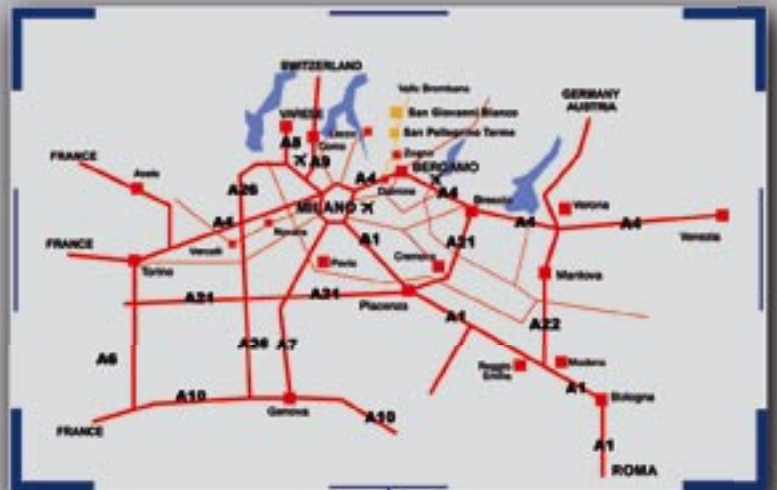 SWITZERLAND
Valle Brembana
GERMANY
AUSTRIA
San Giovanni Bianco
VARESE
Lecco
San Pellegrino Terme
A8
Como
Zogno
FRANCE
A9
BERGAMO
Aosta
A4
Dalmine
A26
A4
MILANO
Brescia
Verona
A4
Novara
A4
A4
Venezia
FRANCE
Vercelli
A1
A21
Torino
Pavia
Cremona
Mantova
A21
A21
Piacenza
A1
A22
A6
A26
A7
Reggio
Emilia
Modena
A1
A10
Genova
A10
Bologna
FRANCE
A1
ROMA